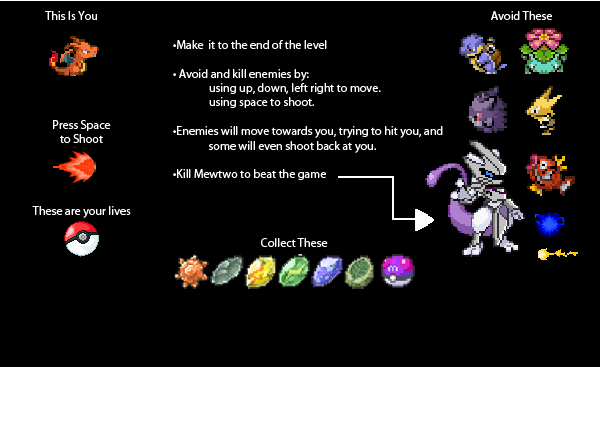 This Is You
Avoid These
•Make  it to the end of the level
• Avoid and kill enemies by:
using up, down, left right to move.
using space to shoot.
Press Space
to Shoot
•Enemies will move towards you, trying to hit you, and
some will even shoot back at you.
•Kill Mewtwo to beat the game
These are your lives
Collect These